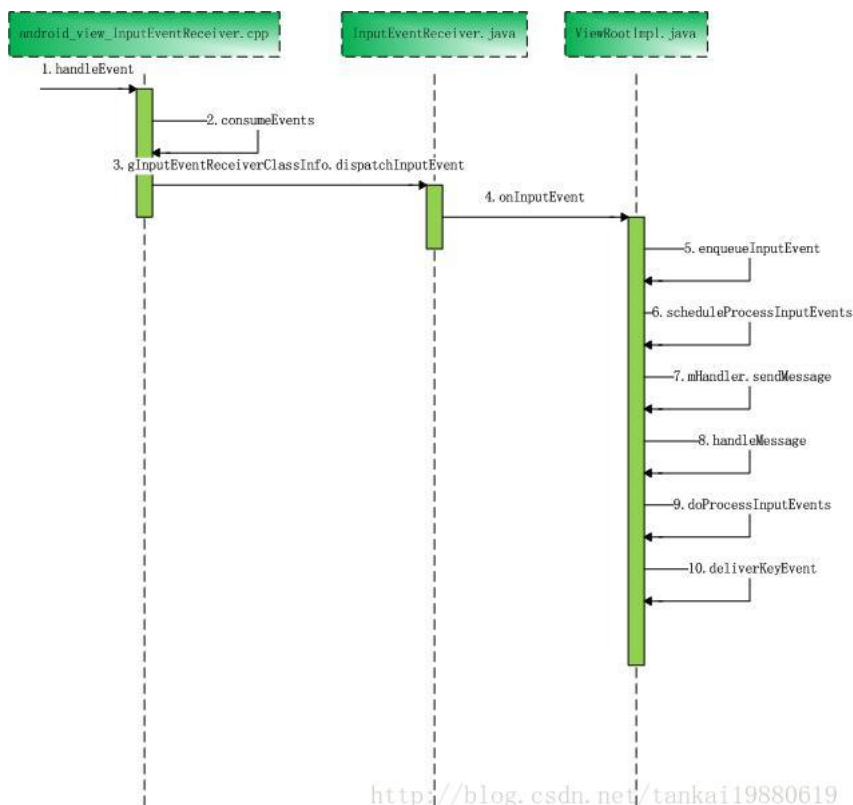 android_view_InputEventReceiver.cpp
InputEventReceiver.java
ViewRootImpl.java
1.handleEvent
2.consumeEvents
3.gInputEventReceiverClassInfo.dispatchInputEvent
4.onInputEvent
5.enqueueInputEvent
6.scheduleProcessInputEvents
7.mHandler.sendMessage
8.handleMessage
9.doProcessInputEvents
10.deliverKeyEvent
http://blog.csdn.net/tankai19880619